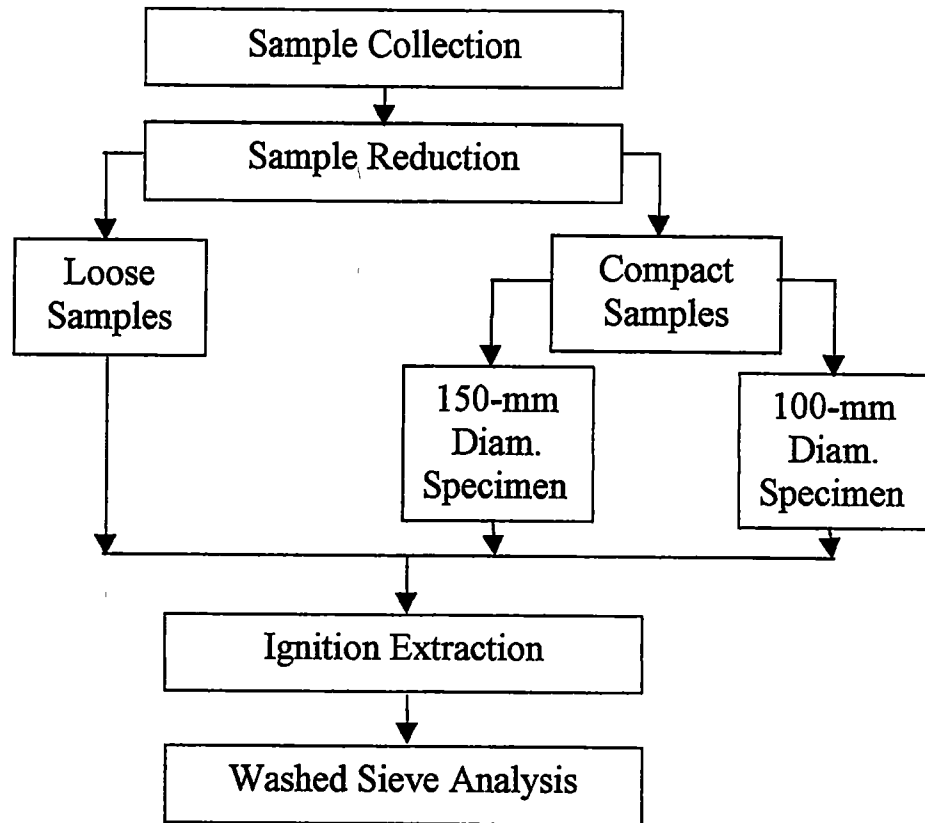 Sample Collection
Sample Reduction
Loose
Samples
Compact
Samples
150-mm
Diam.
Specimen
100-mm
Diam.
Specimen
Ignition Extraction
Washed Sieve Analysis